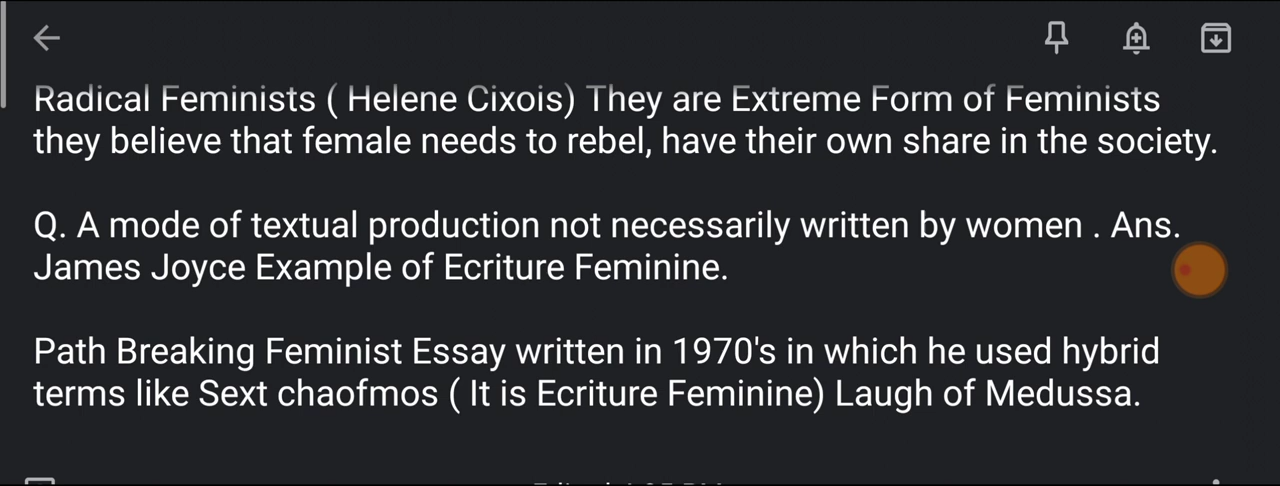 Radical Feminists ( Helene Cixois) They are Extreme Form of Feminists
they believe that female needs to rebel, have their own share in the society.
Q. A mode of textual production not necessarily written by women . Ans.
James Joyce Example of Ecriture Feminine.
Path Breaking Feminist Essay written in 1970's in which he used hybrid
terms like Sext chaofmos ( It is Ecriture Feminine) Laugh of Medussa.